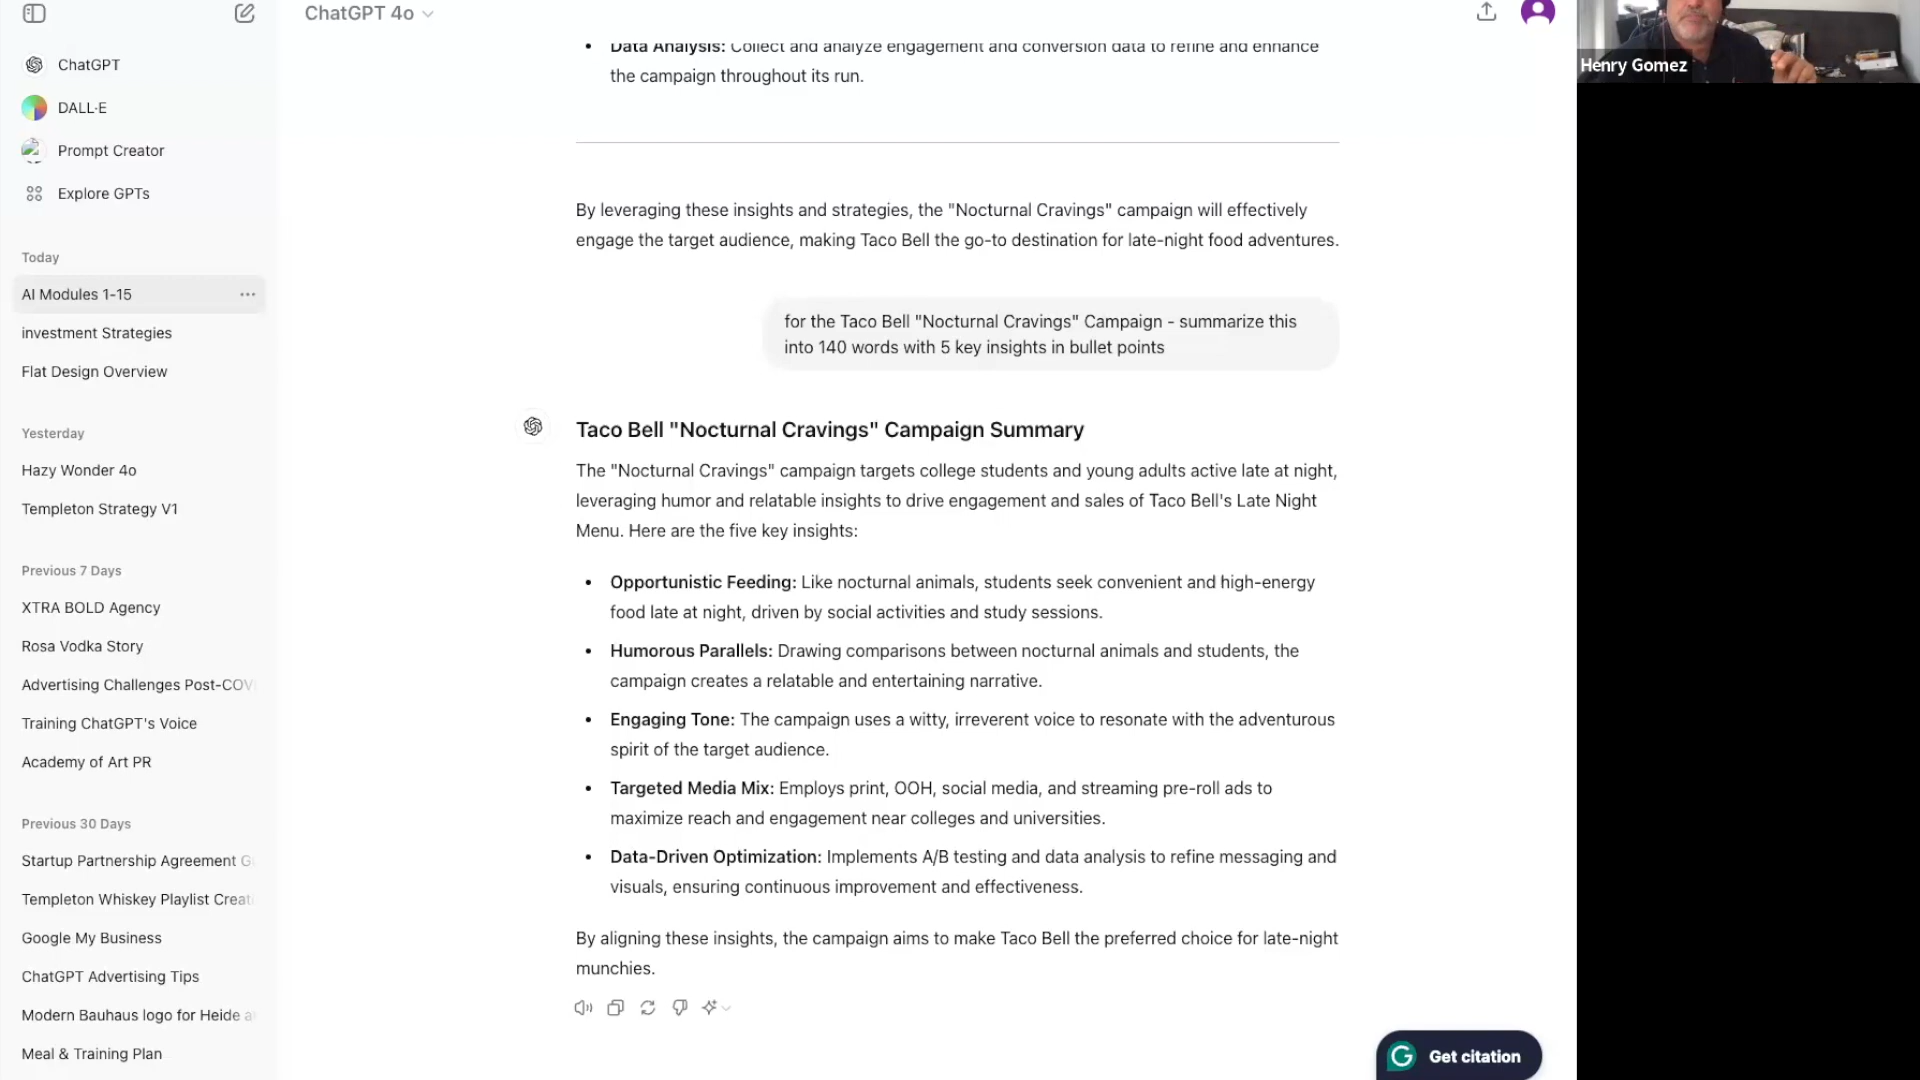 ChatGPT
DALL·E
Prompt Creator
Explore GPTs
Today
AI Modules 1-15
investment Strategies
Flat Design Overview
Yesterday
Hazy Wonder 4o
Templeton Strategy V1
Previous 7 Days
XTRA BOLD Agency
Rosa Vodka Story
Advertising Challenges Post-COV
Training ChatGPT's Voice
Academy of Art PR
Previous 30 Days
Startup Partnership Agreement G
Templeton Whiskey Playlist Creati
Google My Business
ChatGPT Advertising Tips
Modern Bauhaus logo for Heide a
Meal & Training Plan
ChatGPT 4o
• Data Analysis: Collect and analyze engagement and conversion data to refine and enhance
the campaign throughout its run.
By leveraging these insights and strategies, the "Nocturnal Cravings" campaign will effectively
engage the target audience, making Taco Bell the go-to destination for late-night food adventures.
for the Taco Bell "Nocturnal Cravings" Campaign - summarize this
into 140 words with 5 key insights in bullet points
Taco Bell "Nocturnal Cravings" Campaign Summary
The "Nocturnal Cravings" campaign targets college students and young adults active late at night,
leveraging humor and relatable insights to drive engagement and sales of Taco Bell's Late Night
Menu. Here are the five key insights:
• Opportunistic Feeding: Like nocturnal animals, students seek convenient and high-energy
food late at night, driven by social activities and study sessions.
• Humorous Parallels: Drawing comparisons between nocturnal animals and students, the
campaign creates a relatable and entertaining narrative.
• Engaging Tone: The campaign uses a witty, irreverent voice to resonate with the adventurous
spirit of the target audience.
• Targeted Media Mix: Employs print, OOH, social media, and streaming pre-roll ads to
maximize reach and engagement near colleges and universities.
• Data-Driven Optimization: Implements A/B testing and data analysis to refine messaging and
visuals, ensuring continuous improvement and effectiveness.
By aligning these insights, the campaign aims to make Taco Bell the preferred choice for late-night
munchies.
Get citation
Henry Gomez